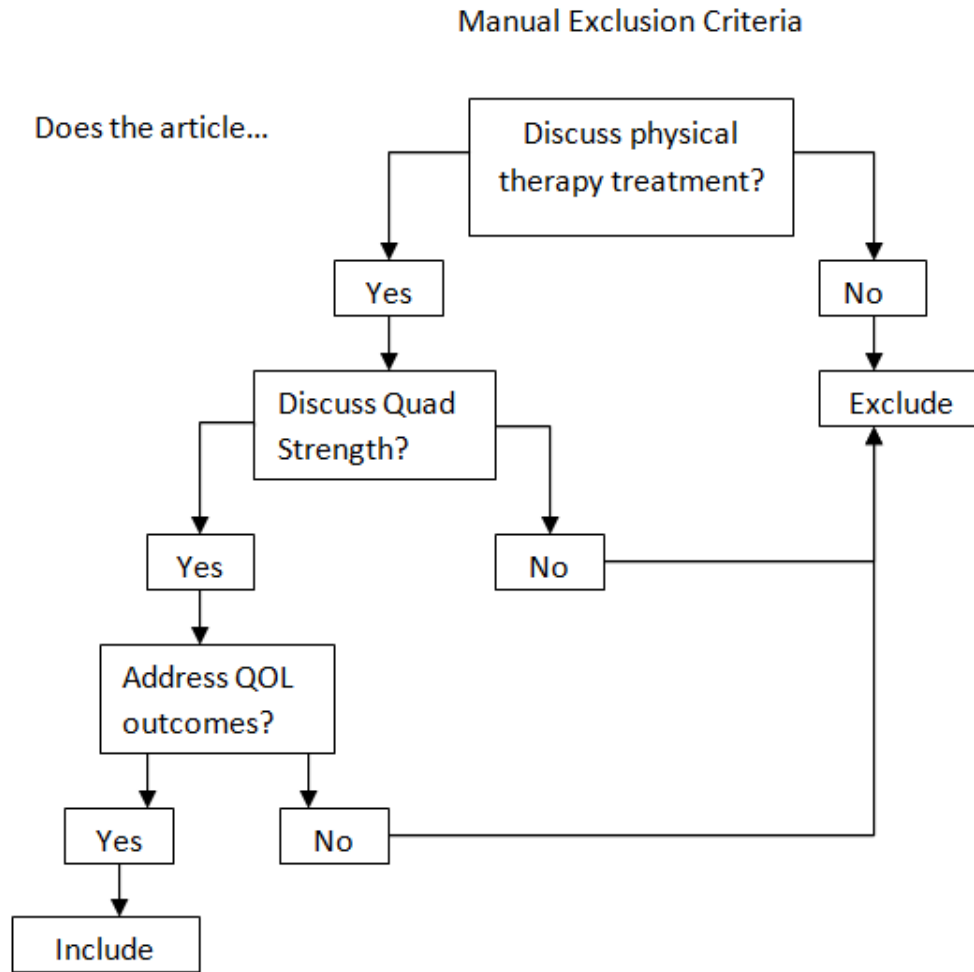 Manual Exclusion Criteria
Does the article...
Discuss physical
therapy treatment?
Yes
No
Discuss Quad
Strength?
Exclude
Yes
No
Address QOL
outcomes?
Yes
No
Include